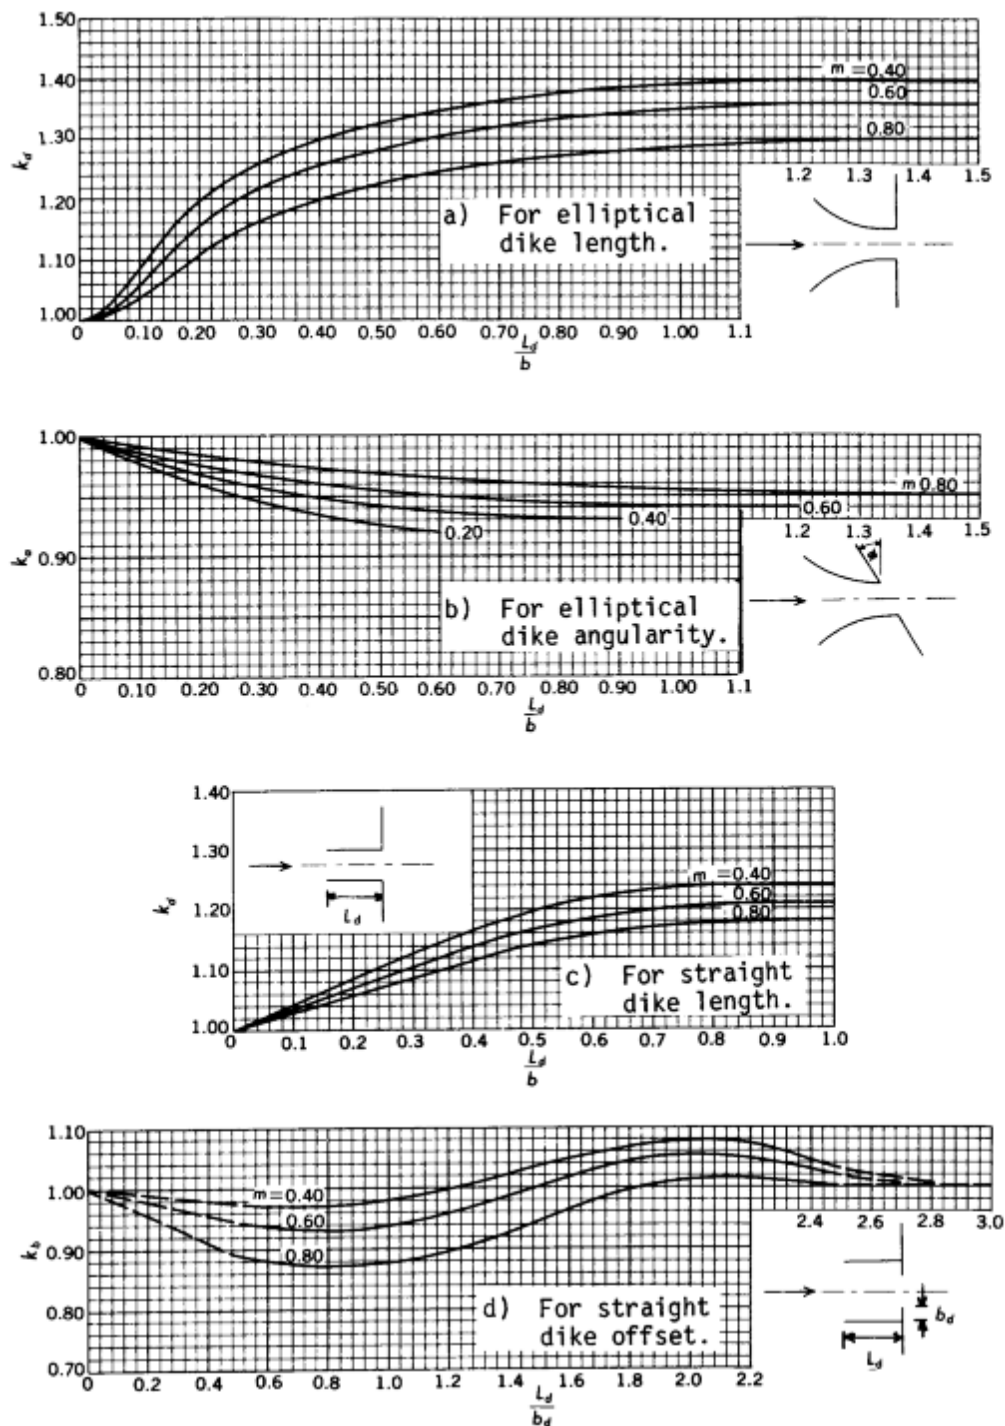 1.50
1.40
1.30
1.20
1.10
1.00
k_d
m = 0.40
0.60
0.80
1.2 1.3 1.4 1.5
a) For elliptical
dike length.
0 0.10 0.20 0.30 0.40 0.50 0.60 0.70 0.80 0.90 1.00 1.1
L_d
b
1.00
0.90
0.80
k_a
m 0.80
0.60
0.40
0.20
1.2 1.3 1.4 1.5
φ
b) For elliptical
dike angularity.
0 0.10 0.20 0.30 0.40 0.50 0.60 0.70 0.80 0.90 1.00 1.1
L_d
b
1.40
1.30
1.20
1.10
1.00
k_d
L_d
m = 0.40
0.60
0.80
c) For straight
dike length.
0 0.1 0.2 0.3 0.4 0.5 0.6 0.7 0.8 0.9 1.0
L_d
b
1.10
1.00
0.90
0.80
0.70
k_b
m = 0.40
0.60
0.80
2.4 2.6 2.8 3.0
d) For straight
dike offset.
b_d
L_d
0 0.2 0.4 0.6 0.8 1.0 1.2 1.4 1.6 1.8 2.0 2.2
L_d
b_d